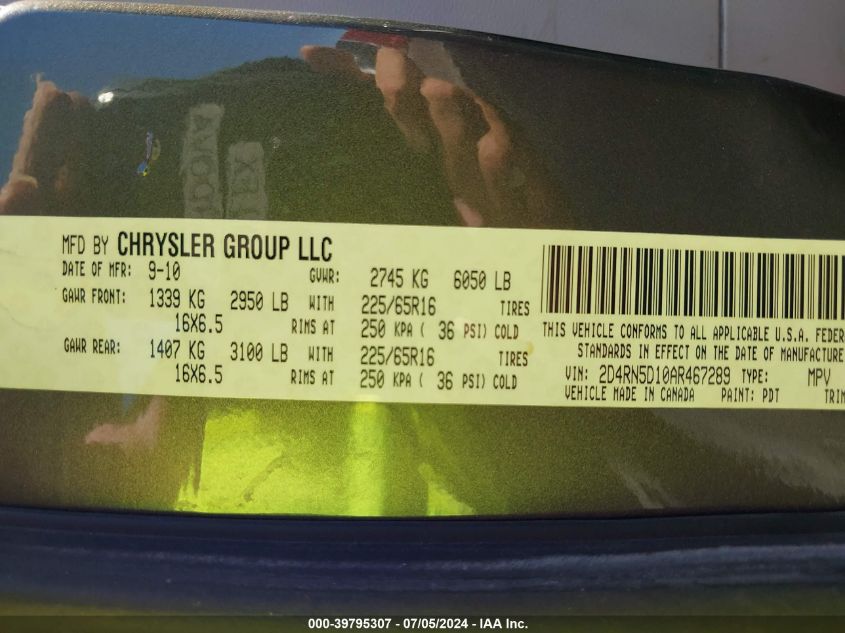 MFD BY CHRYSLER GROUP LLC
DATE OF MFR: 9-10 GVWR: 2745 KG 6050 LB
GAWR FRONT: 1339 KG 2950 LB WITH 225/65R16 TIRES
16X6.5 RIMS AT 250 KPA ( 36 PSI) COLD
GAWR REAR: 1407 KG 3100 LB WITH 225/65R16 TIRES
16X6.5 RIMS AT 250 KPA ( 36 PSI) COLD
THIS VEHICLE CONFORMS TO ALL APPLICABLE U.S.A. FEDER
STANDARDS IN EFFECT ON THE DATE OF MANUFACTURE
VIN: 2D4RN5D10AR467289 TYPE: MPV
VEHICLE MADE IN CANADA PAINT: PDT TRIM
000-39795307 - 07/05/2024 - IAA Inc.